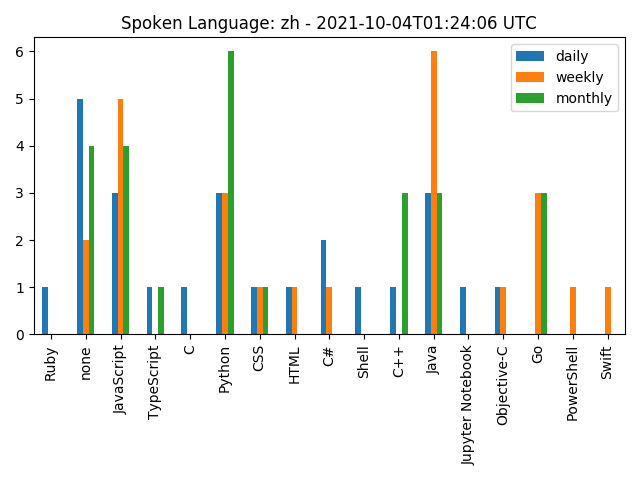 Spoken Language: zh - 2021-10-04T01:24:06 UTC
daily
weekly
monthly
6
5
4
3
2
1
0
Ruby
none
JavaScript
TypeScript
C
Python
CSS
HTML
C#
Shell
C++
Java
Jupyter Notebook
Objective-C
Go
PowerShell
Swift